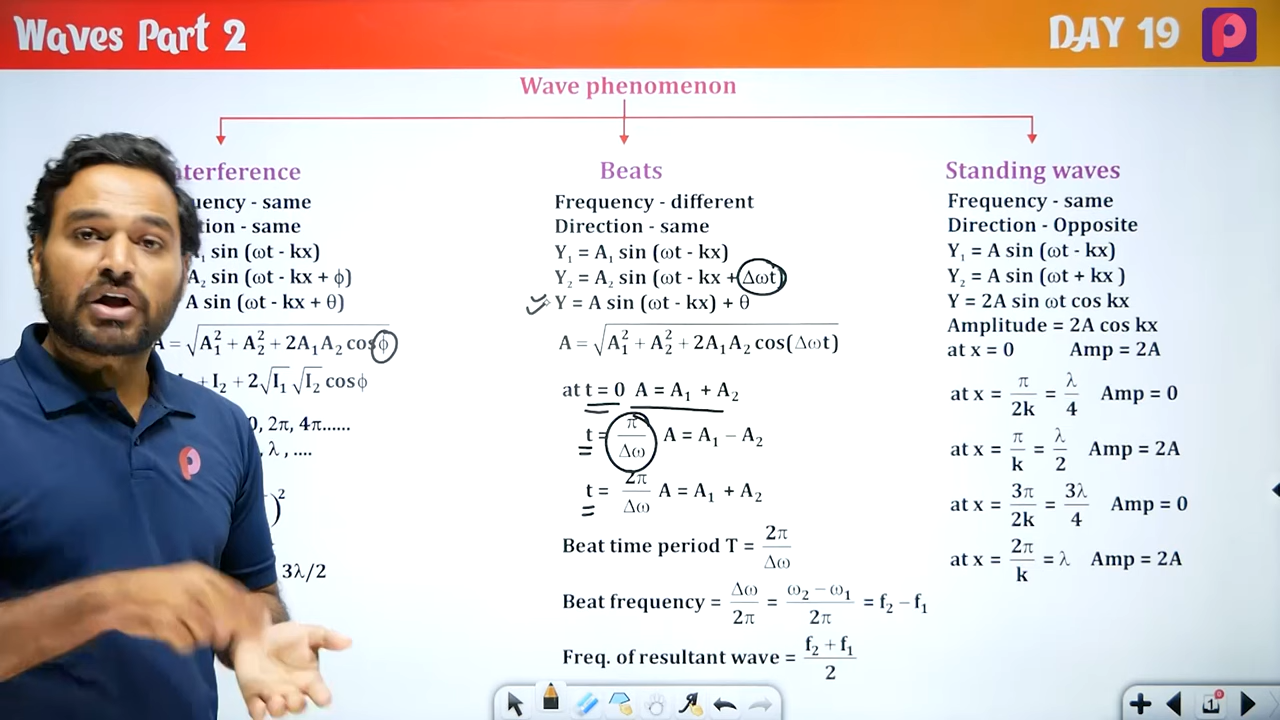 Waves Part 2
DAY 19
Wave phenomenon
nterference
uency - same
tion - same
sin (ωt - kx)
sin (ωt - kx + ϕ)
A sin (ωt - kx + θ)
A = √(A₁² + A₂² + 2A₁A₂ cosϕ)
+ I₂ + 2√I₁ √I₂ cosϕ
0, 2π, 4π......
λ , ....
)²
3λ/2
Beats
Frequency - different
Direction - same
Y₁ = A₁ sin (ωt - kx)
Y₂ = A₂ sin (ωt - kx + Δωt)
Y = A sin (ωt - kx) + θ
A = √(A₁² + A₂² + 2A₁A₂ cos(Δωt))
at t = 0 A = A₁ + A₂
t = π/Δω A = A₁ − A₂
t = 2π/Δω A = A₁ + A₂
Beat time period T = 2π/Δω
Beat frequency = Δω/2π = ω₂ − ω₁/2π = f₂ − f₁
Freq. of resultant wave = f₂ + f₁/2
Standing waves
Frequency - same
Direction - Opposite
Y₁ = A sin (ωt - kx)
Y₂ = A sin (ωt + kx )
Y = 2A sin ωt cos kx
Amplitude = 2A cos kx
at x = 0 Amp = 2A
at x = π/2k = λ/4 Amp = 0
at x = π/k = λ/2 Amp = 2A
at x = 3π/2k = 3λ/4 Amp = 0
at x = 2π/k = λ Amp = 2A
1